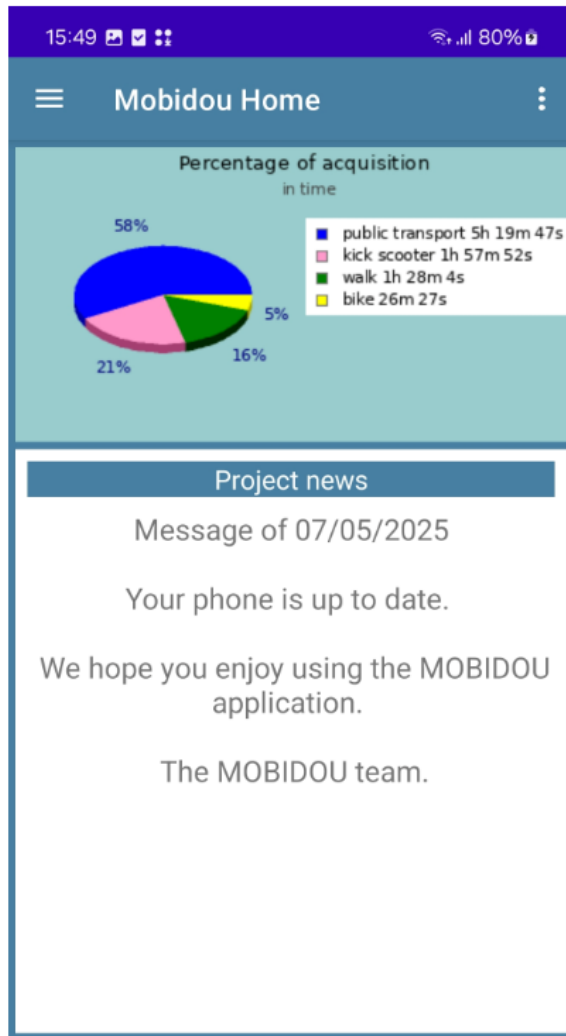 15:49
80%
Mobidou Home
Percentage of acquisition
in time
58%
public transport 5h 19m 47s
kick scooter 1h 57m 52s
walk 1h 28m 4s
bike 26m 27s
5%
16%
21%
Project news
Message of 07/05/2025
Your phone is up to date.
We hope you enjoy using the MOBIDOU
application.
The MOBIDOU team.